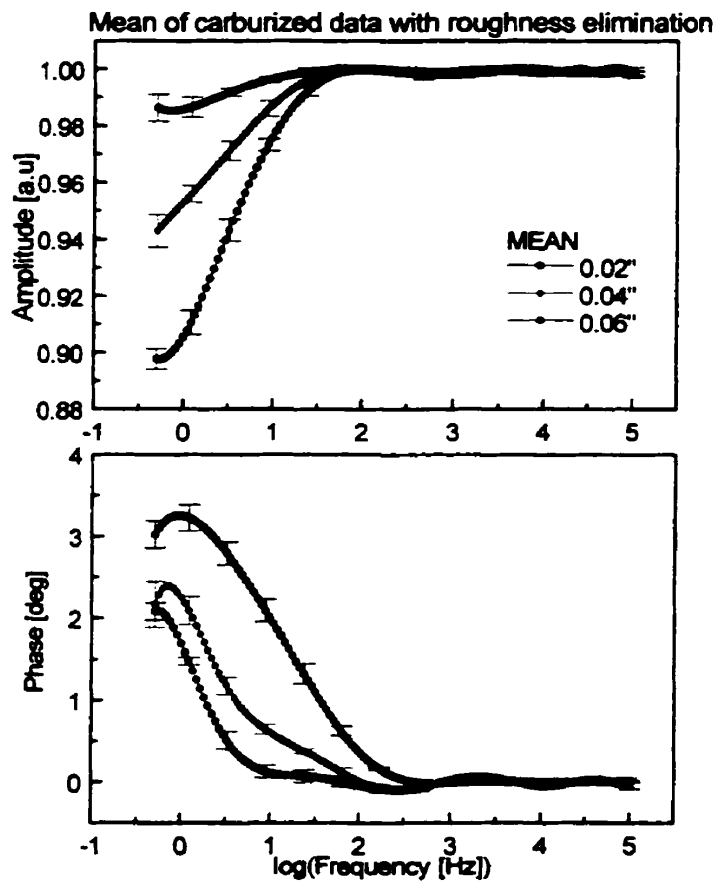 Mean of carburized data with roughness elimination
1.00
0.98
0.96
0.94
0.92
0.90
0.88
Amplitude [a.u]
MEAN
0.02"
0.04"
0.06"
-1 0 1 2 3 4 5
4
3
2
1
0
Phase [deg]
-1 0 1 2 3 4 5
log(Frequency [Hz])